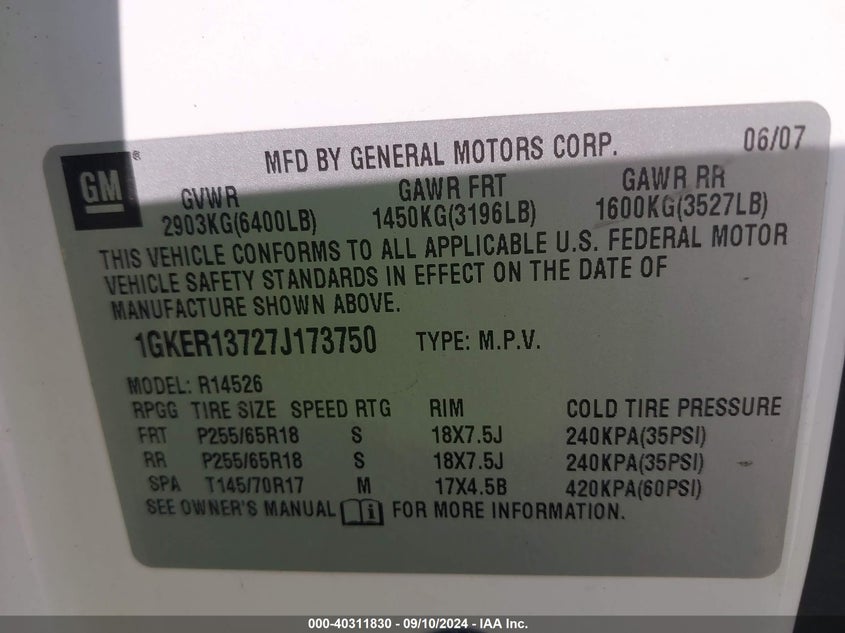 GM®
MFD BY GENERAL MOTORS CORP. 06/07
GVWR GAWR FRT GAWR RR
2903KG(6400LB) 1450KG(3196LB) 1600KG(3527LB)
THIS VEHICLE CONFORMS TO ALL APPLICABLE U.S. FEDERAL MOTOR
VEHICLE SAFETY STANDARDS IN EFFECT ON THE DATE OF
MANUFACTURE SHOWN ABOVE.
1GKER13727J173750 TYPE: M.P.V.
MODEL: R14526
RPGG TIRE SIZE SPEED RTG RIM COLD TIRE PRESSURE
FRT P255/65R18 S 18X7.5J 240KPA(35PSI)
RR P255/65R18 S 18X7.5J 240KPA(35PSI)
SPA T145/70R17 M 17X4.5B 420KPA(60PSI)
SEE OWNER'S MANUAL i FOR MORE INFORMATION.
000-40311830 - 09/10/2024 - IAA Inc.